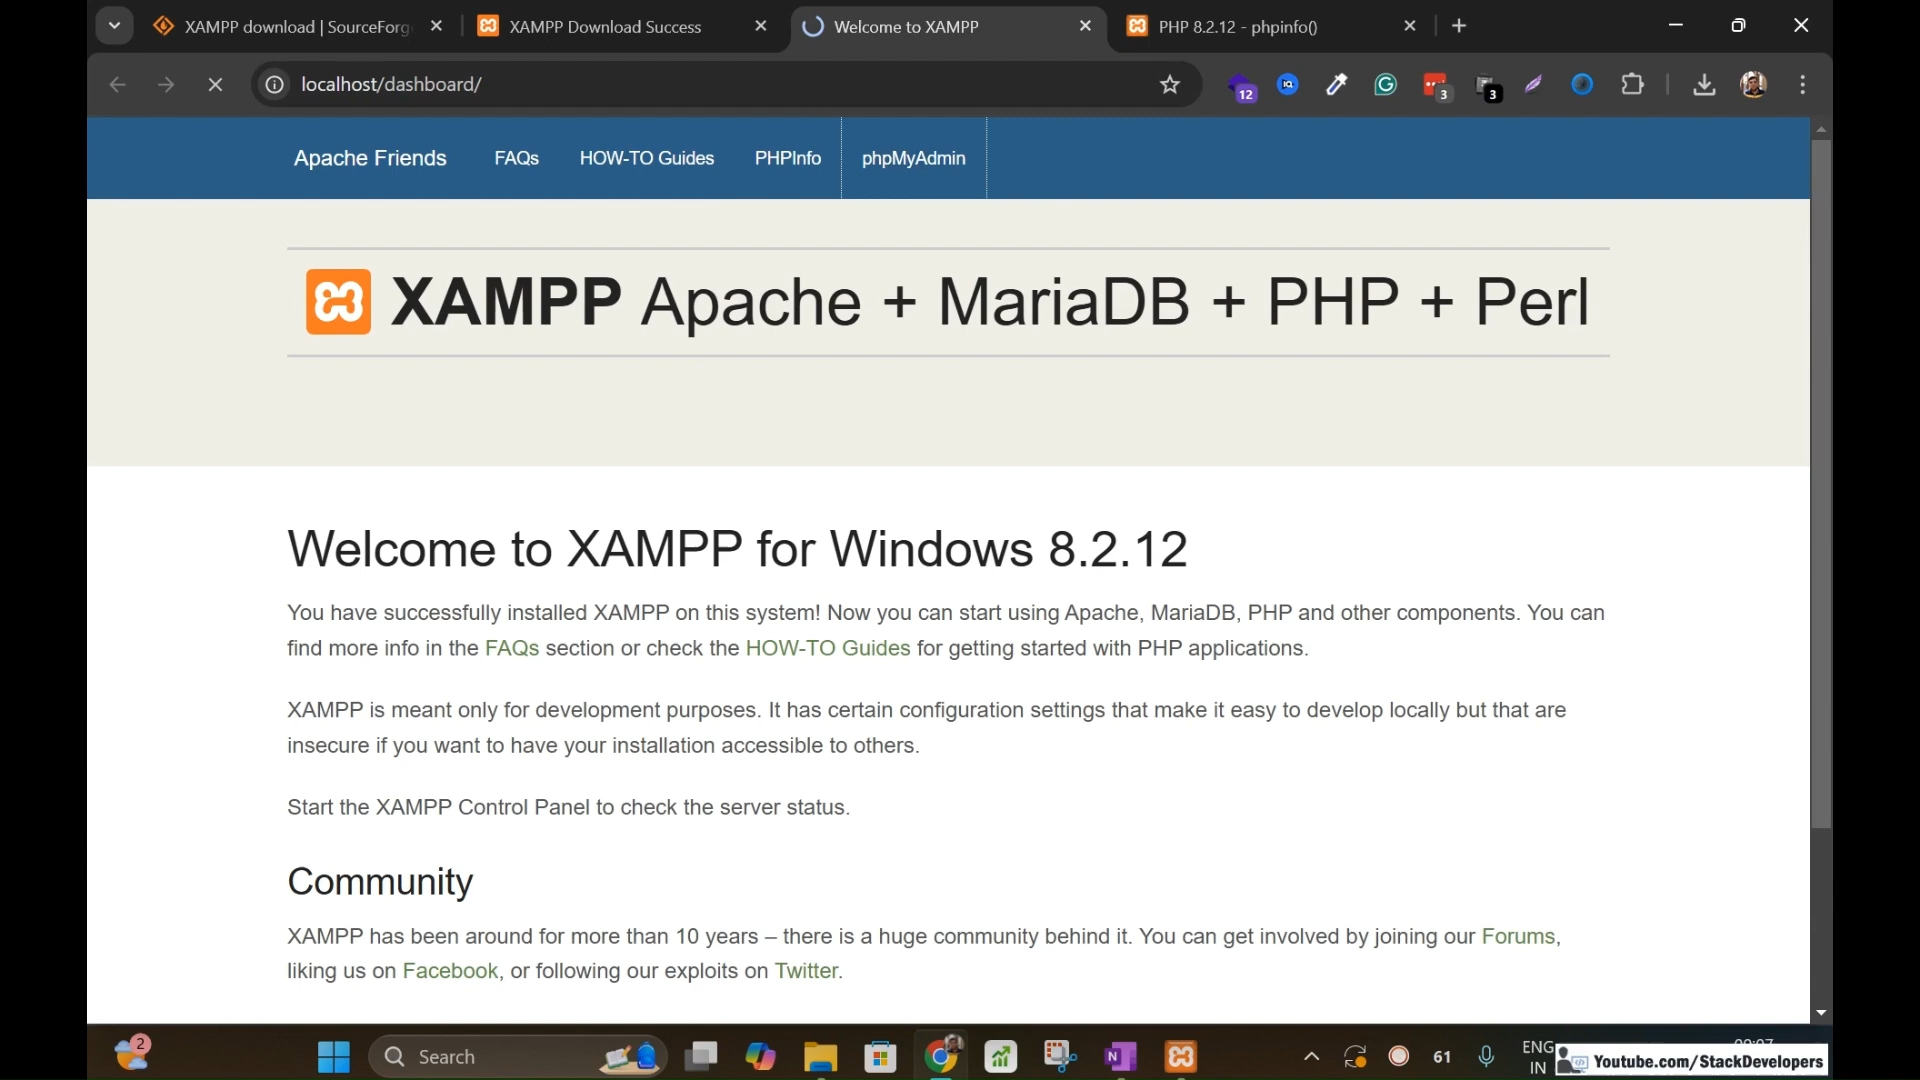 XAMPP download | SourceForg
XAMPP Download Success
Welcome to XAMPP
PHP 8.2.12 - phpinfo()
localhost/dashboard/
12
3
3
Apache Friends
FAQs
HOW-TO Guides
PHPInfo
phpMyAdmin
XAMPP Apache + MariaDB + PHP + Perl
Welcome to XAMPP for Windows 8.2.12
You have successfully installed XAMPP on this system! Now you can start using Apache, MariaDB, PHP and other components. You can
find more info in the FAQs section or check the HOW-TO Guides for getting started with PHP applications.
XAMPP is meant only for development purposes. It has certain configuration settings that make it easy to develop locally but that are
insecure if you want to have your installation accessible to others.
Start the XAMPP Control Panel to check the server status.
Community
XAMPP has been around for more than 10 years – there is a huge community behind it. You can get involved by joining our Forums,
liking us on Facebook, or following our exploits on Twitter.
2
Search
61
ENG
IN
Youtube.com/StackDevelopers